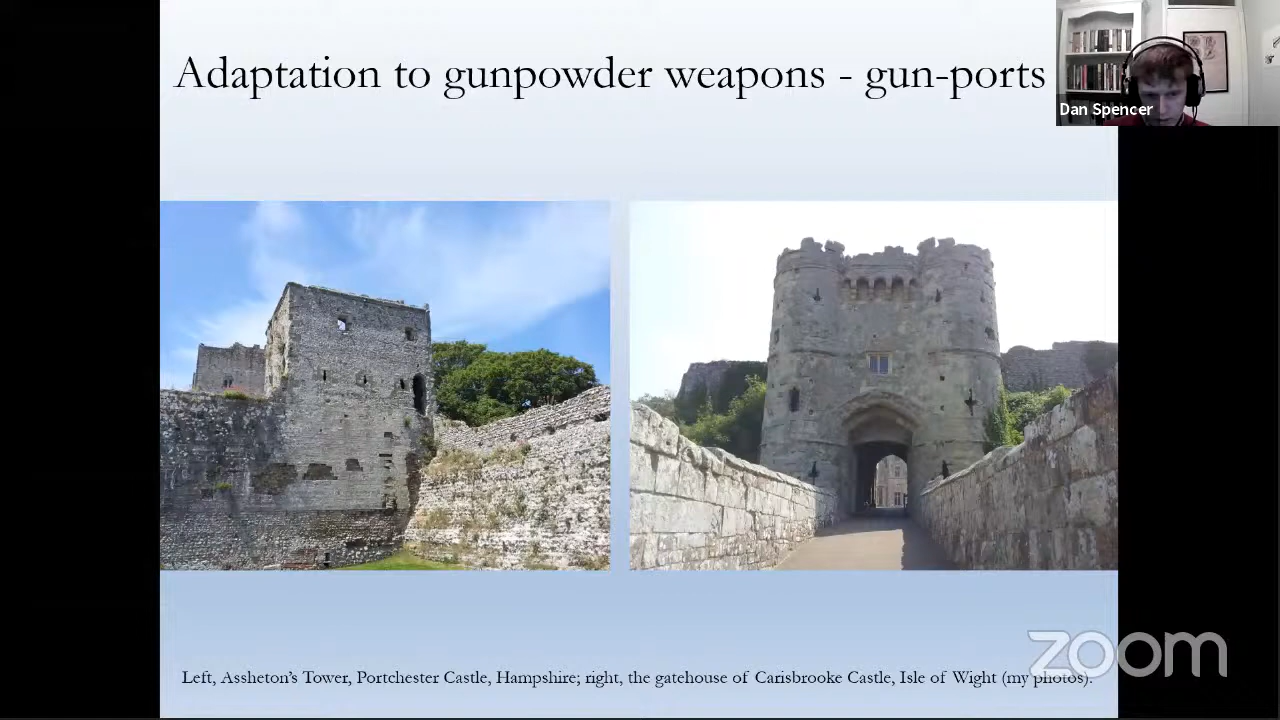 Adaptation to gunpowder weapons - gun-ports
Dan Spencer
Left, Assheton's Tower, Portchester Castle, Hampshire; right, the gatehouse of Carisbrooke Castle, Isle of Wight (my photos).
zoom